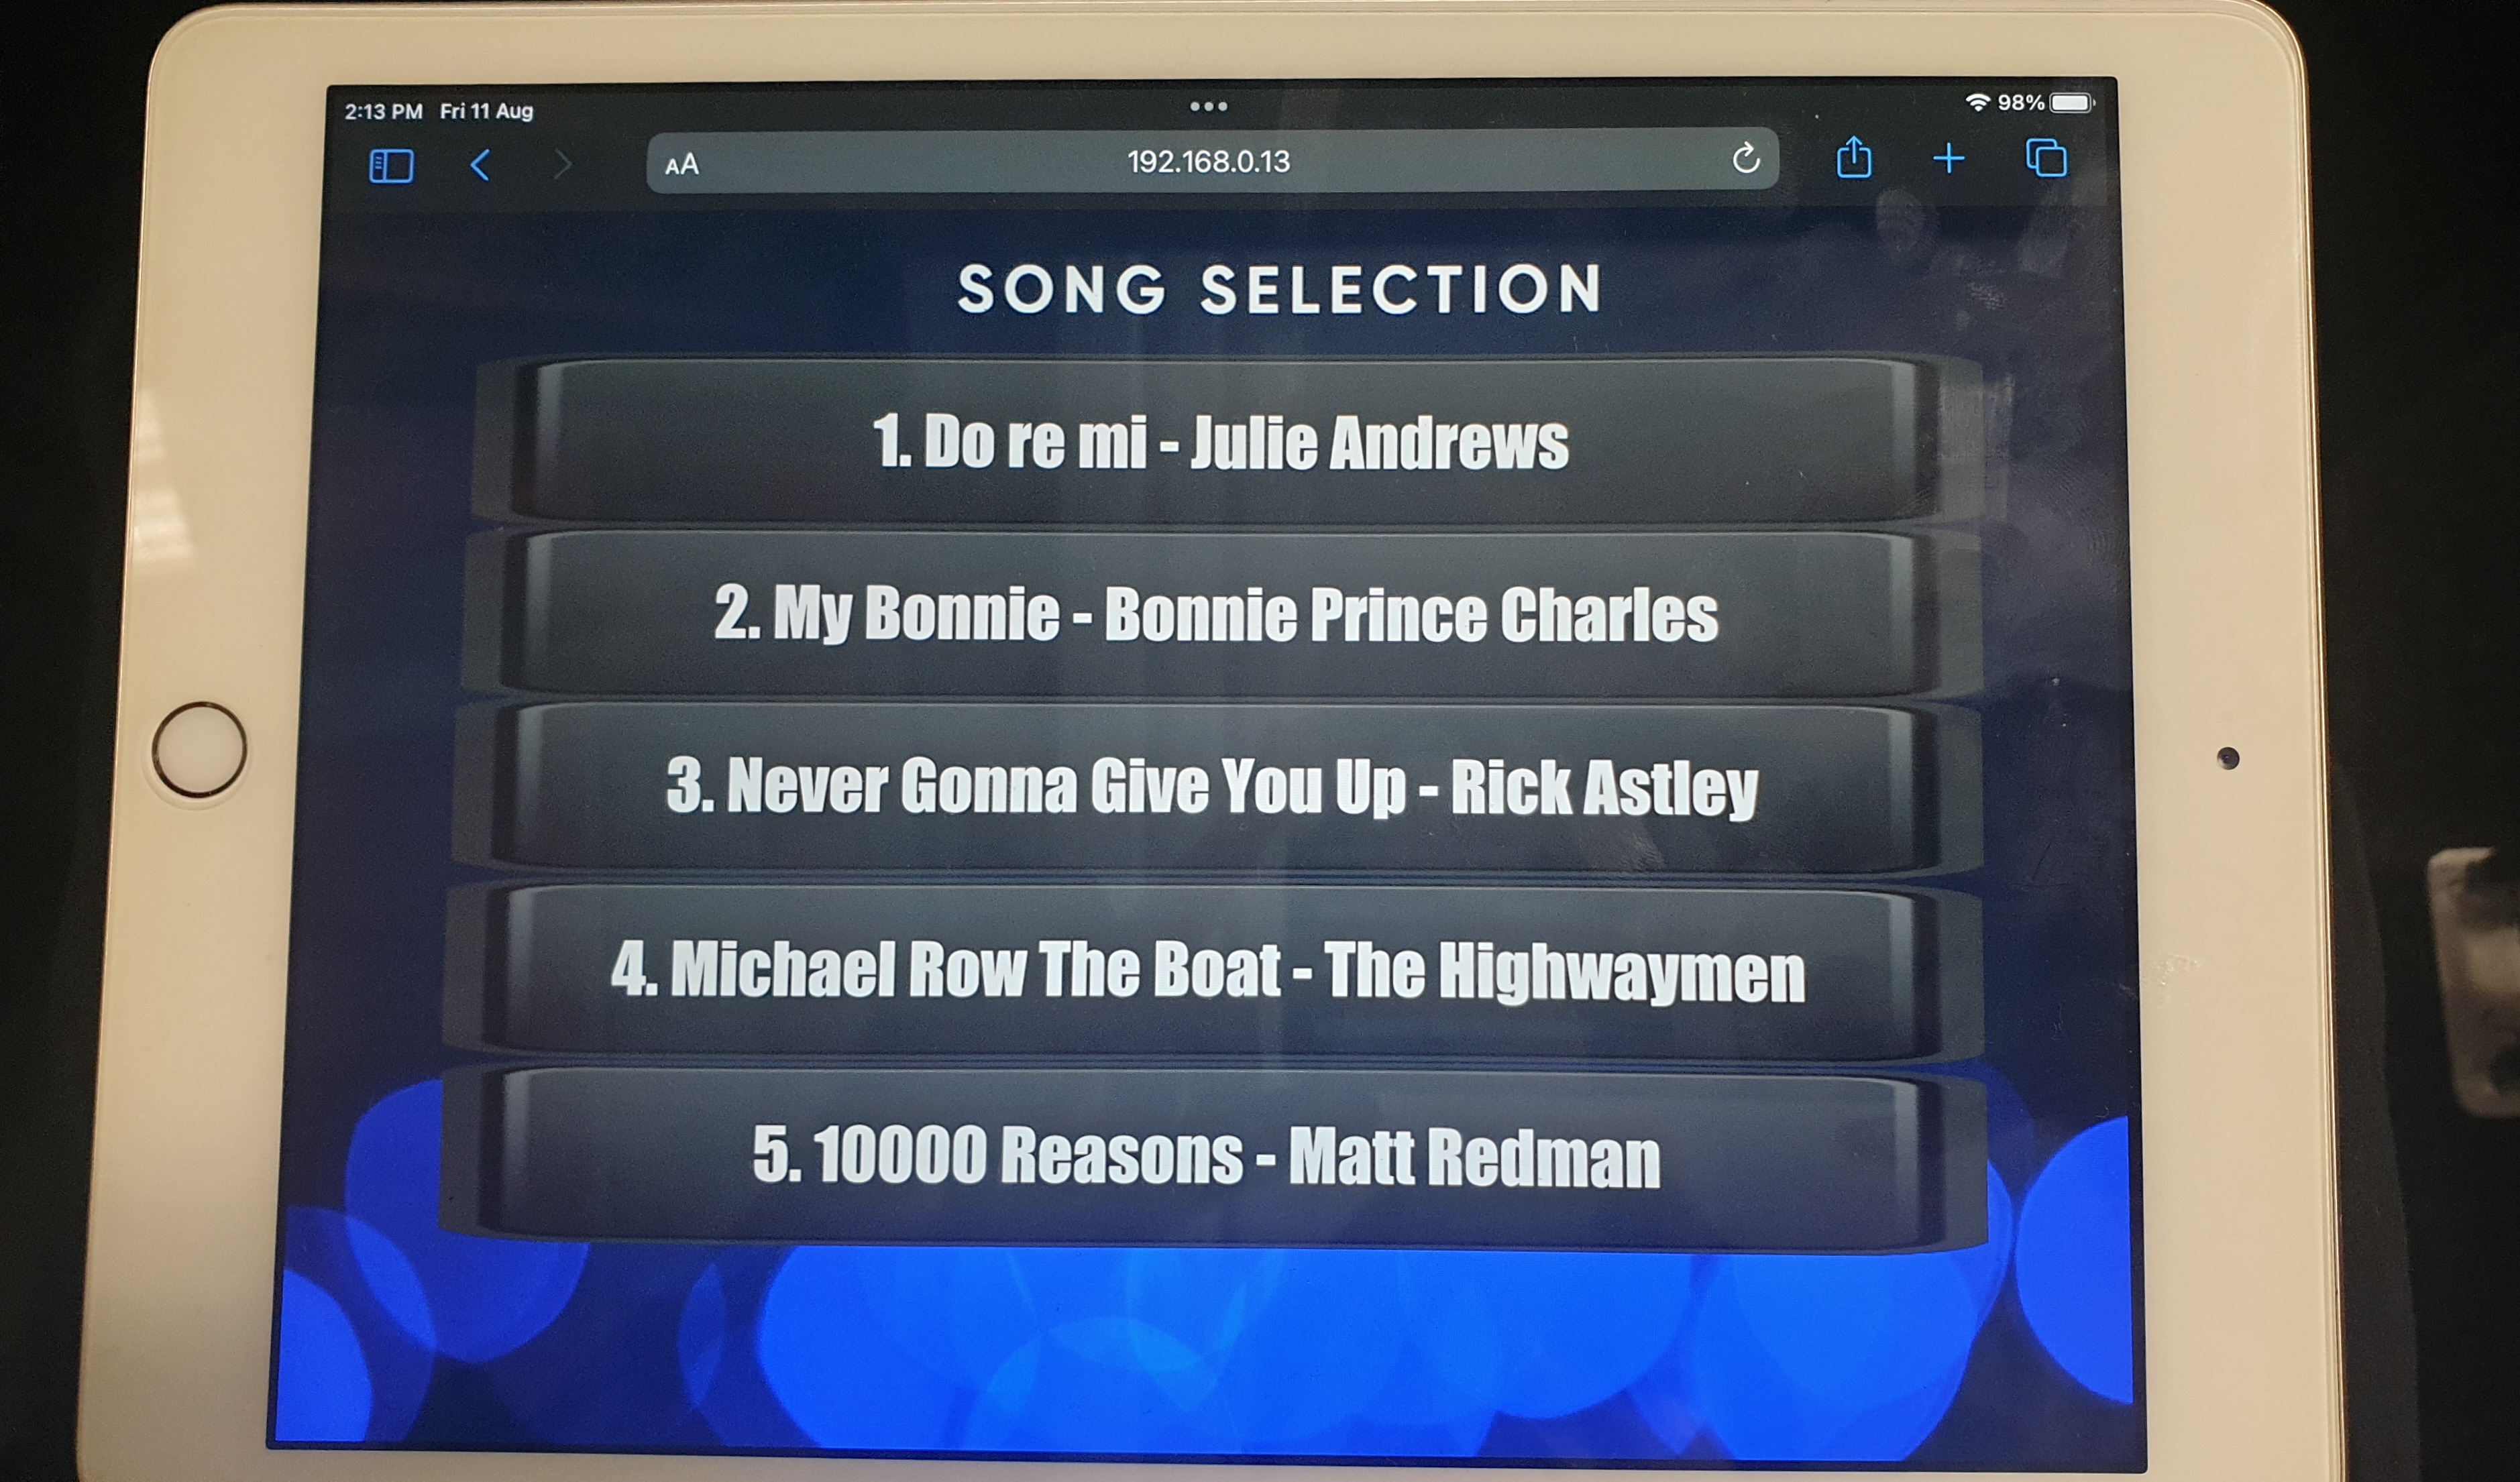 2:13 PM Fri 11 Aug
98%
AA
192.168.0.13
SONG SELECTION
1. Do re mi - Julie Andrews
2. My Bonnie - Bonnie Prince Charles
3. Never Gonna Give You Up - Rick Astley
4. Michael Row The Boat - The Highwaymen
5. 10000 Reasons - Matt Redman